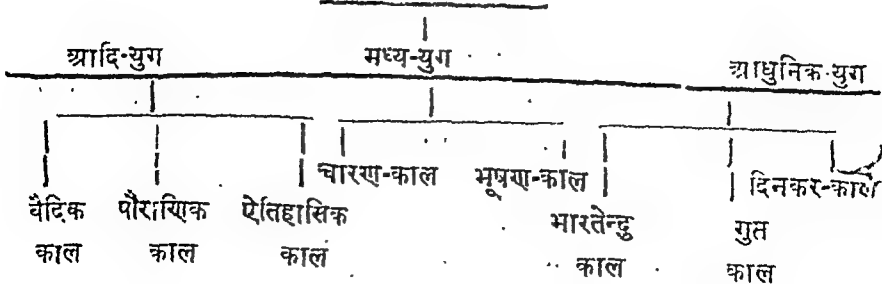 आदि-युग मध्य-युग आधुनिक-युग
चारण-काल भूषण-काल दिनकर-काल
वैदिक पौराणिक ऐतिहासिक भारतेन्दु गुप्त
काल काल काल काल काल